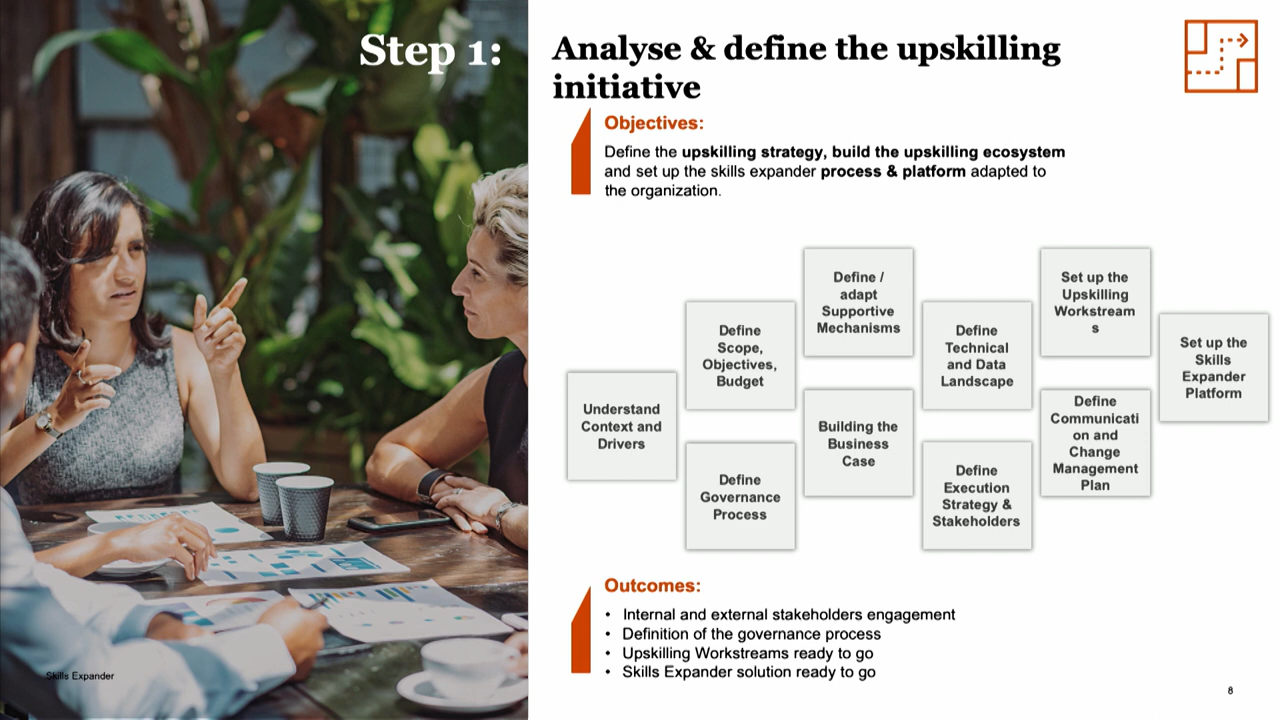 Step 1:
Analyse & define the upskilling
initiative
Objectives:
Define the upskilling strategy, build the upskilling ecosystem
and set up the skills expander process & platform adapted to
the organization.
Understand
Context and
Drivers
Define
Scope,
Objectives,
Budget
Define
Governance
Process
Define /
adapt
Supportive
Mechanisms
Building the
Business
Case
Define
Technical
and Data
Landscape
Define
Execution
Strategy &
Stakeholders
Set up the
Upskilling
Workstream
s
Define
Communicati
on and
Change
Management
Plan
Set up the
Skills
Expander
Platform
Outcomes:
• Internal and external stakeholders engagement
• Definition of the governance process
• Upskilling Workstreams ready to go
• Skills Expander solution ready to go
Skills Expander
8